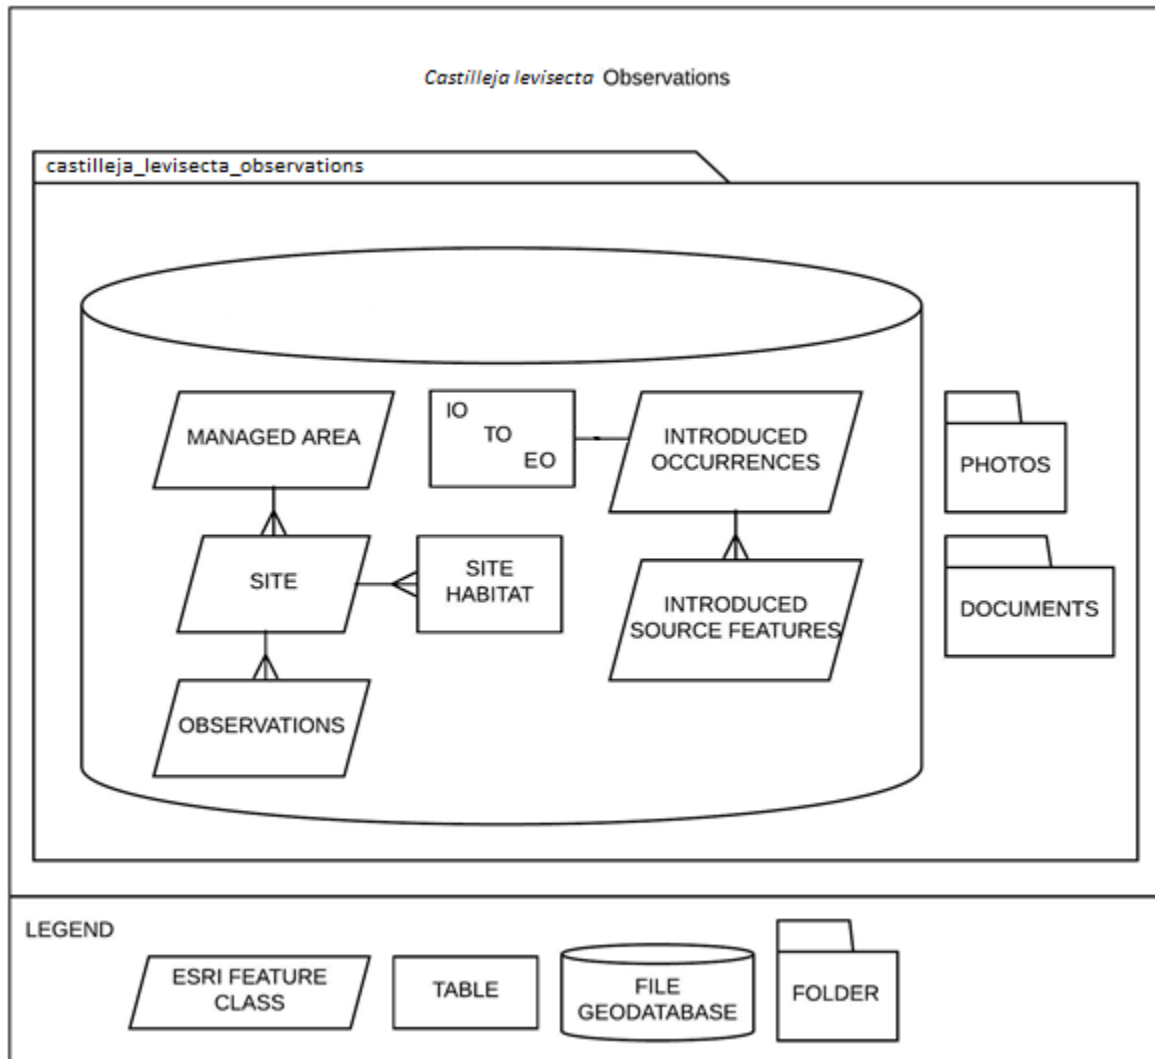 Castilleja levisecta Observations
castilleja_levisecta_observations
MANAGED AREA
IO
TO
EO
INTRODUCED
OCCURRENCES
PHOTOS
SITE
SITE
HABITAT
INTRODUCED
SOURCE FEATURES
DOCUMENTS
OBSERVATIONS
LEGEND
ESRI FEATURE
CLASS
TABLE
FILE
GEODATABASE
FOLDER